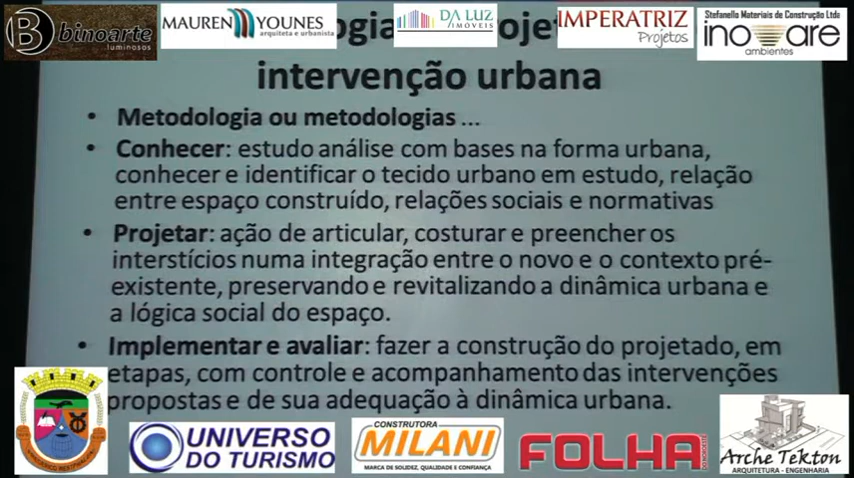 binoarte
luminosos
MAUREN YOUNES
arquiteta e urbanista
DA LUZ
IMÓVEIS
IMPERATRIZ
Projetos
Stefanello Materiais de Construção Ltda
inovare
ambientes
intervenção urbana
• Metodologia ou metodologias ...
• Conhecer: estudo análise com bases na forma urbana,
conhecer e identificar o tecido urbano em estudo, relação
entre espaço construído, relações sociais e normativas
• Projetar: ação de articular, costurar e preencher os
interstícios numa integração entre o novo e o contexto pré-
existente, preservando e revitalizando a dinâmica urbana e
a lógica social do espaço.
• Implementar e avaliar: fazer a construção do projetado, em
etapas, com controle e acompanhamento das intervenções
propostas e de sua adequação à dinâmica urbana.
UNIVERSO
DO TURISMO
CONSTRUTORA
MILANI
MARCA DE SOLIDEZ, QUALIDADE E CONFIANÇA
FOLHA
Arche Tekton
ARQUITETURA - ENGENHARIA